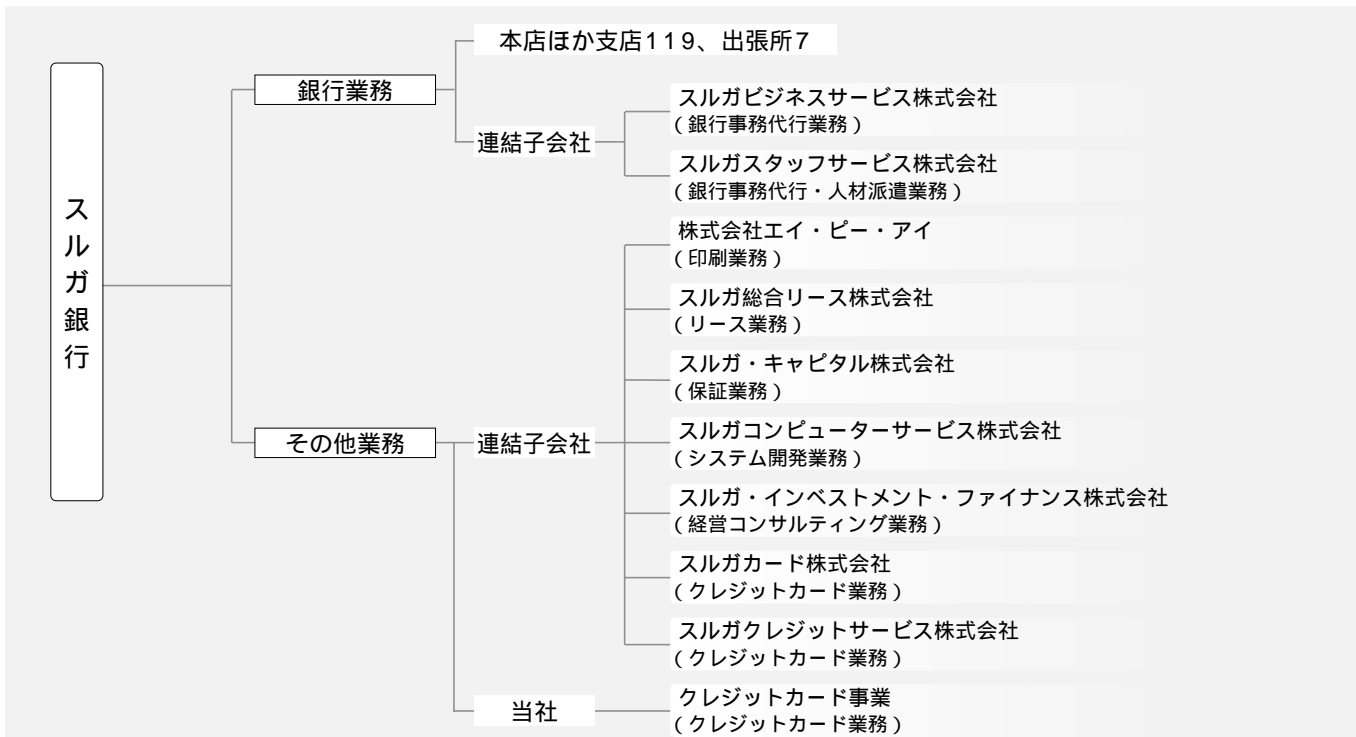 スルガ銀行
銀行業務
本店ほか支店119、出張所7
連結子会社
スルガビジネスサービス株式会社
(銀行事務代行業務)
スルガスタッフサービス株式会社
(銀行事務代行・人材派遣業務)
その他業務
連結子会社
株式会社エイ・ピー・アイ
(印刷業務)
スルガ総合リース株式会社
(リース業務)
スルガ・キャピタル株式会社
(保証業務)
スルガコンピューターサービス株式会社
(システム開発業務)
スルガ・インベストメント・ファイナンス株式会社
(経営コンサルティング業務)
スルガカード株式会社
(クレジットカード業務)
スルガクレジットサービス株式会社
(クレジットカード業務)
当社
クレジットカード事業
(クレジットカード業務)